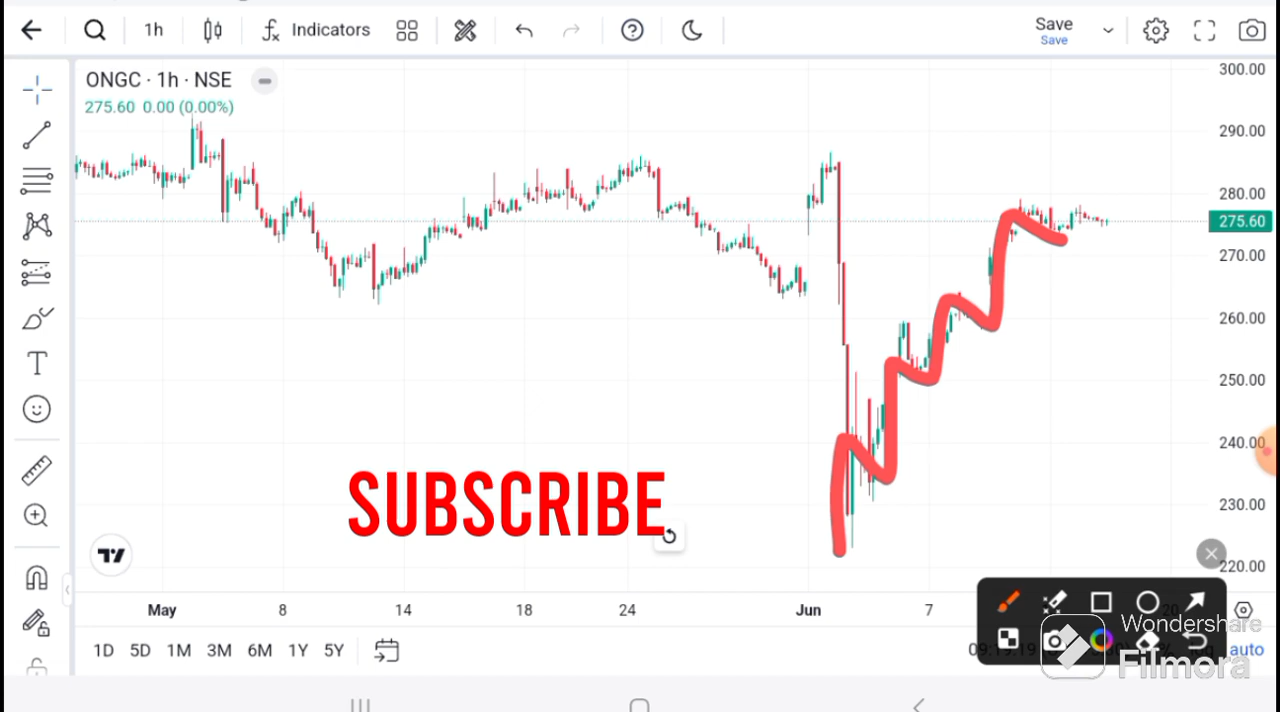 1h
Indicators
Save
Save
ONGC · 1h · NSE
275.60 0.00 (0.00%)
300.00
290.00
280.00
275.60
270.00
260.00
250.00
240.00
230.00
220.00
SUBSCRIBE
May 8 14 18 24 Jun 7
1D 5D 1M 3M 6M 1Y 5Y
auto
Wondershare
Filmora